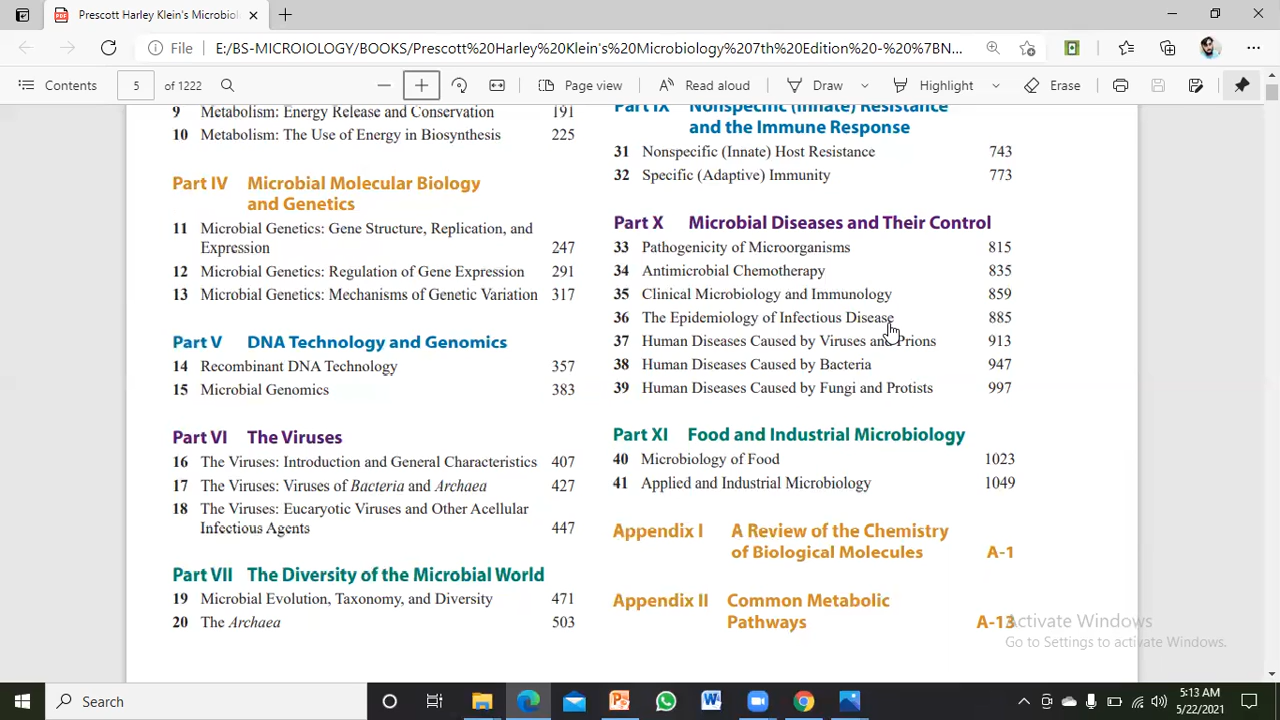 Prescott Harley Klein's Microbiol
File
E:/BS-MICROIOLOGY/BOOKS/Prescott%20Harley%20Klein's%20Microbiology%207th%20Edition%20-%20%7BN...
Contents
5
of 1222
Page view
Read aloud
Draw
Highlight
Erase
9 Metabolism: Energy Release and Conservation 191
10 Metabolism: The Use of Energy in Biosynthesis 225
Part IV Microbial Molecular Biology
and Genetics
11 Microbial Genetics: Gene Structure, Replication, and
Expression 247
12 Microbial Genetics: Regulation of Gene Expression 291
13 Microbial Genetics: Mechanisms of Genetic Variation 317
Part V DNA Technology and Genomics
14 Recombinant DNA Technology 357
15 Microbial Genomics 383
Part VI The Viruses
16 The Viruses: Introduction and General Characteristics 407
17 The Viruses: Viruses of Bacteria and Archaea 427
18 The Viruses: Eucaryotic Viruses and Other Acellular
Infectious Agents 447
Part VII The Diversity of the Microbial World
19 Microbial Evolution, Taxonomy, and Diversity 471
20 The Archaea 503
Part IX Nonspecific (Innate) Resistance
and the Immune Response
31 Nonspecific (Innate) Host Resistance 743
32 Specific (Adaptive) Immunity 773
Part X Microbial Diseases and Their Control
33 Pathogenicity of Microorganisms 815
34 Antimicrobial Chemotherapy 835
35 Clinical Microbiology and Immunology 859
36 The Epidemiology of Infectious Disease 885
37 Human Diseases Caused by Viruses and Prions 913
38 Human Diseases Caused by Bacteria 947
39 Human Diseases Caused by Fungi and Protists 997
Part XI Food and Industrial Microbiology
40 Microbiology of Food 1023
41 Applied and Industrial Microbiology 1049
Appendix I A Review of the Chemistry
of Biological Molecules A-1
Appendix II Common Metabolic
Pathways A-13
Activate Windows
Go to Settings to activate Windows.
Search
5:13 AM
5/22/2021